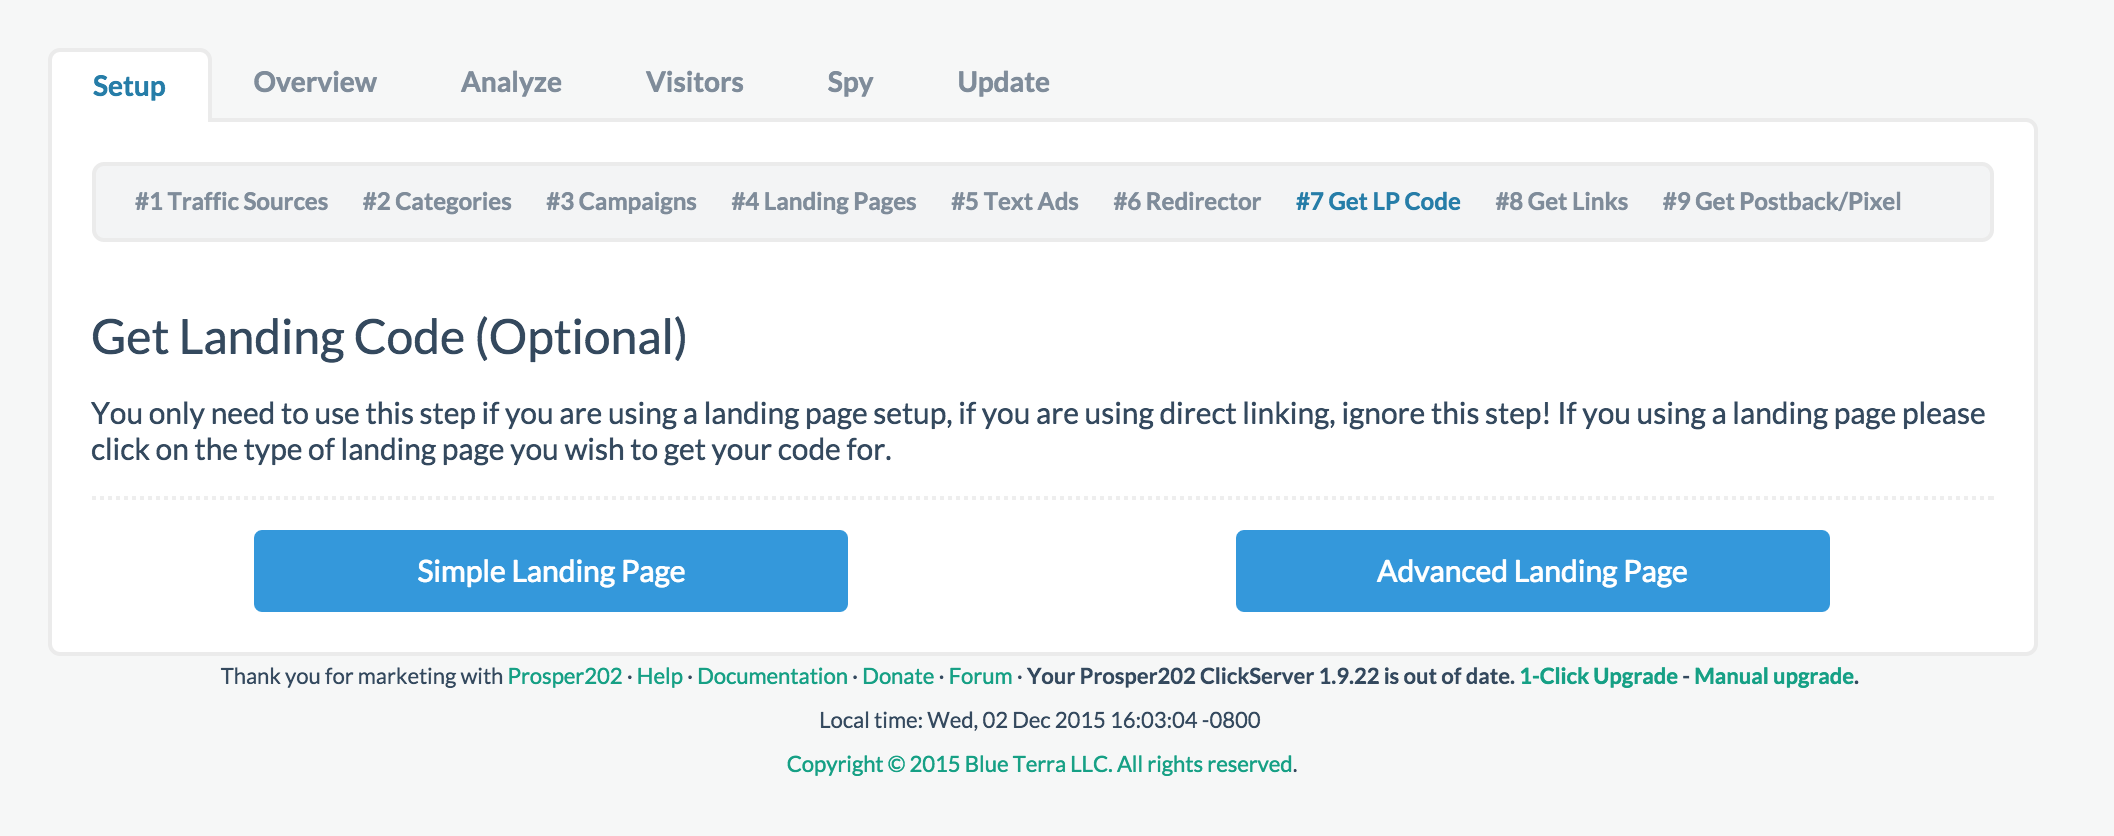 Setup Overview Analyze Visitors Spy Update
#1 Traffic Sources #2 Categories #3 Campaigns #4 Landing Pages #5 Text Ads #6 Redirector #7 Get LP Code #8 Get Links #9 Get Postback/Pixel
Get Landing Code (Optional)
You only need to use this step if you are using a landing page setup, if you are using direct linking, ignore this step! If you using a landing page please
click on the type of landing page you wish to get your code for.
Simple Landing Page Advanced Landing Page
Thank you for marketing with Prosper202 · Help · Documentation · Donate · Forum · Your Prosper202 ClickServer 1.9.22 is out of date. 1-Click Upgrade - Manual upgrade.
Local time: Wed, 02 Dec 2015 16:03:04 -0800
Copyright © 2015 Blue Terra LLC. All rights reserved.